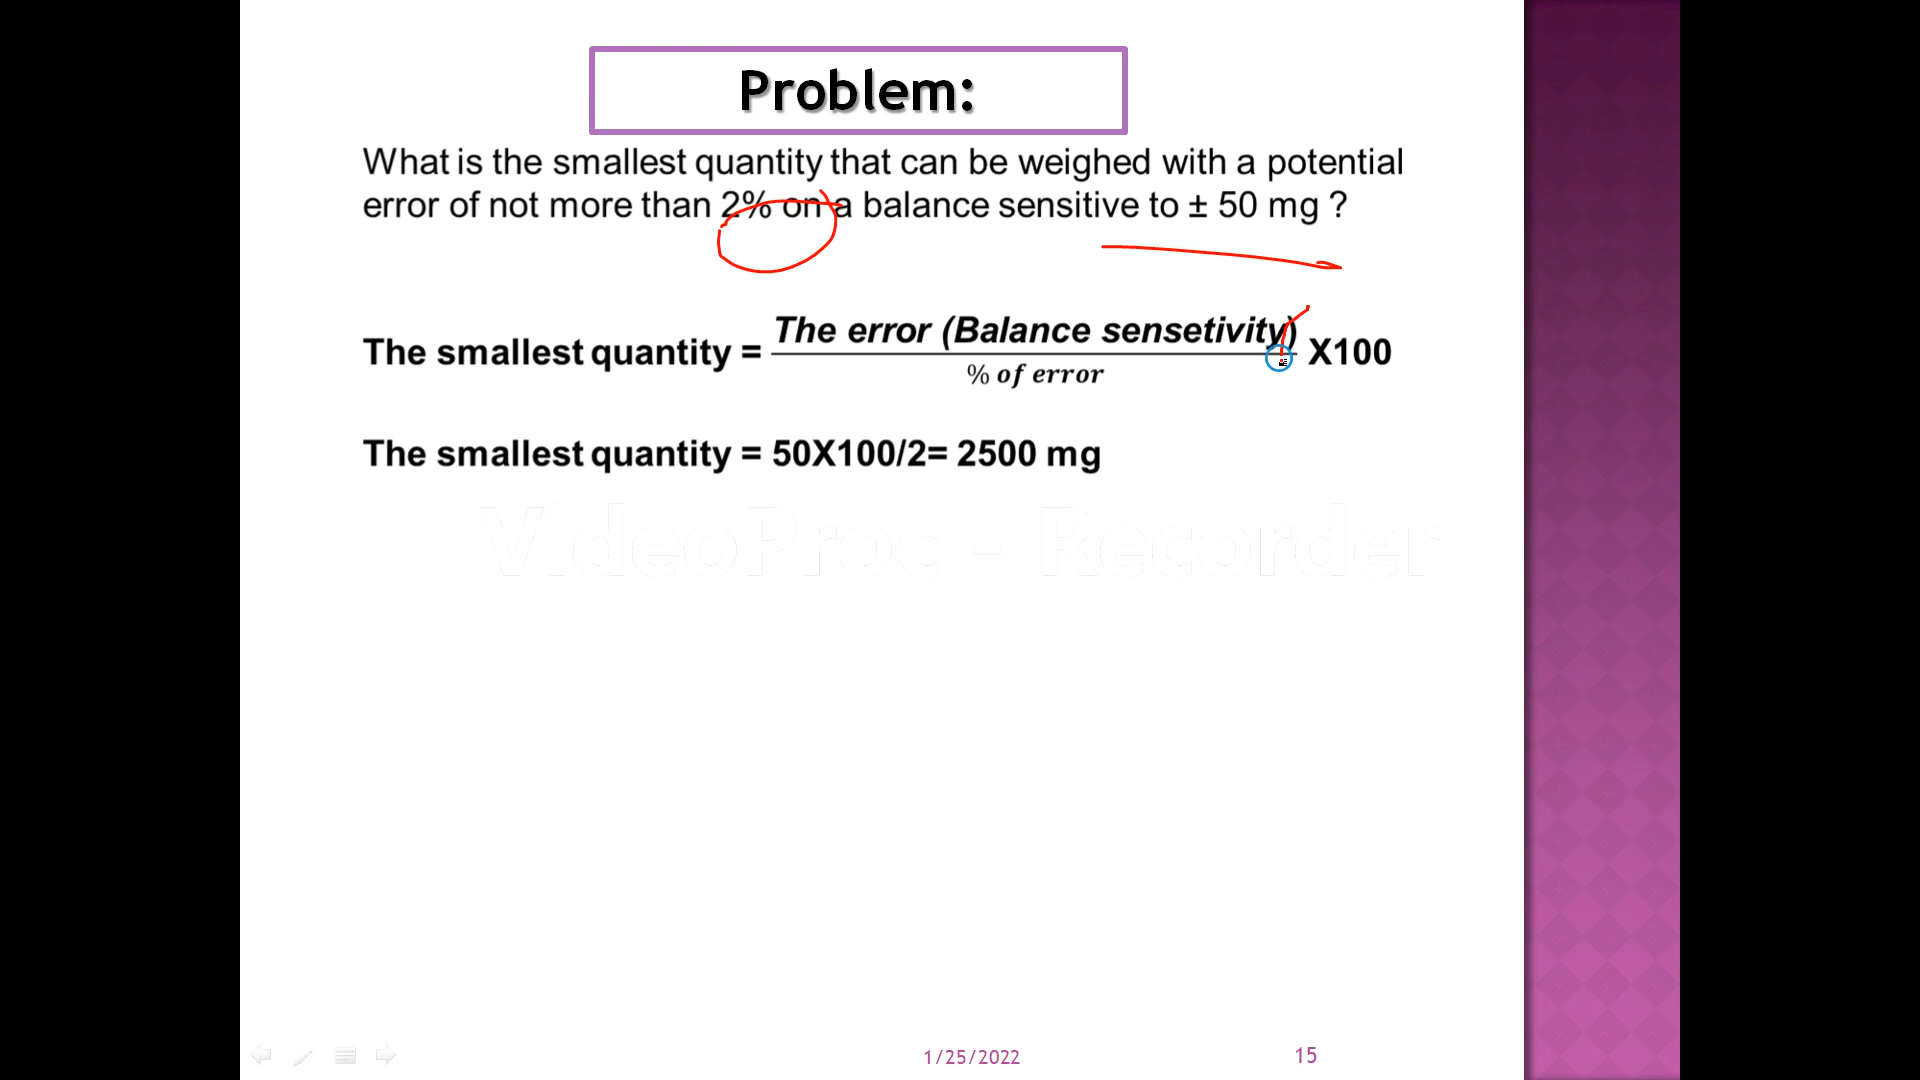 Problem:
What is the smallest quantity that can be weighed with a potential
error of not more than 2% on a balance sensitive to ± 50 mg ?
The smallest quantity = The error (Balance sensetivity) / % of error X100
The smallest quantity = 50X100/2= 2500 mg
VideoProc - Recorder
1/25/2022
15